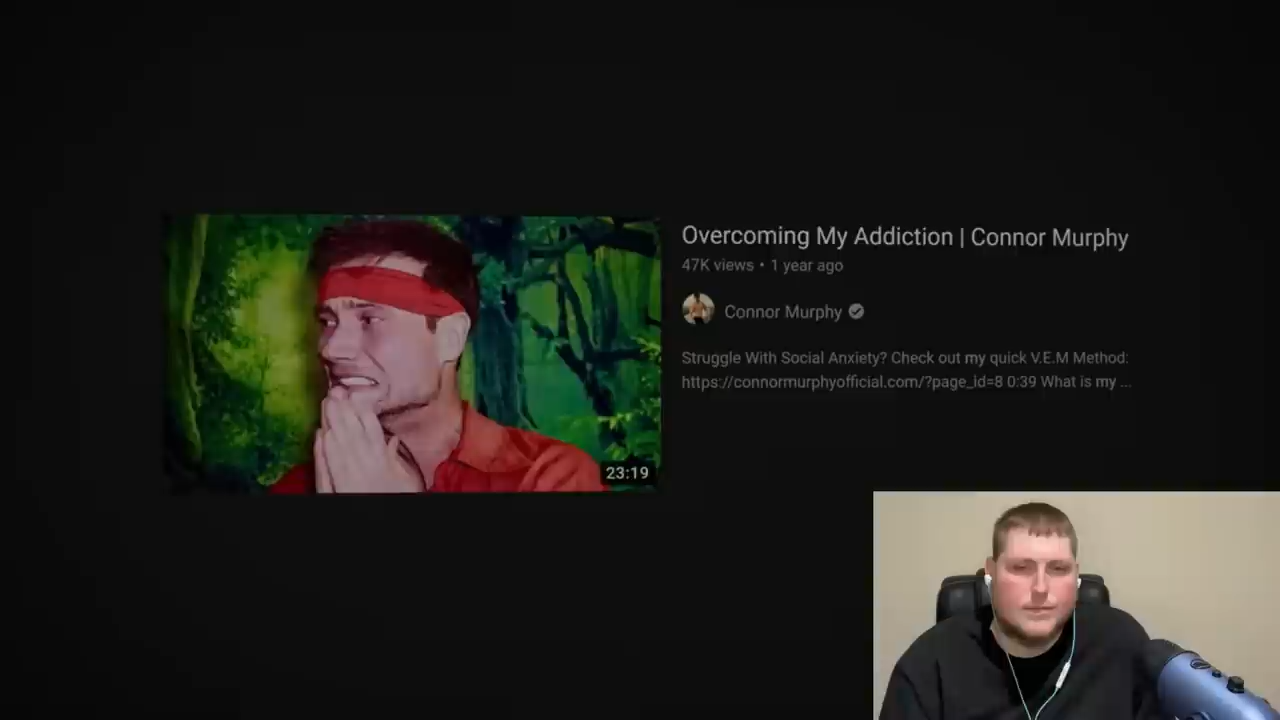 Overcoming My Addiction | Connor Murphy
47K views • 1 year ago
Connor Murphy
Struggle With Social Anxiety? Check out my quick V.E.M Method:
https://connormurphyofficial.com/?page_id=8 0:39 What is my ...
23:19